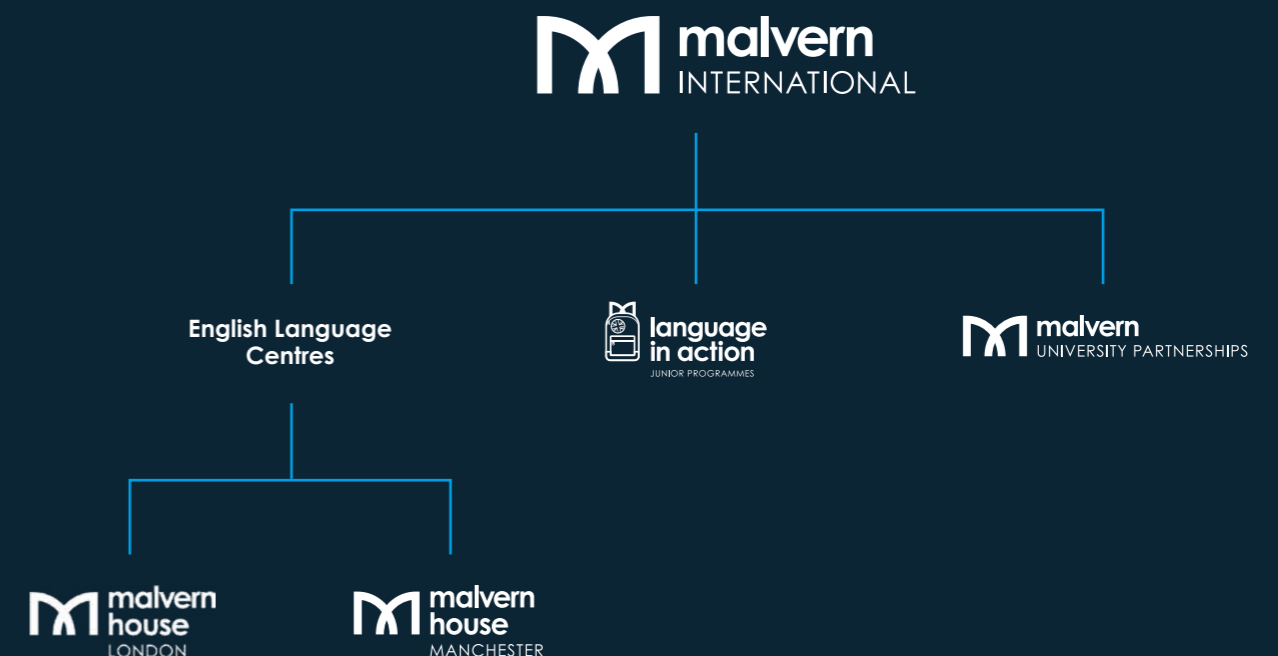 malvern
INTERNATIONAL
English Language
Centres
language
in action
JUNIOR PROGRAMMES
malvern
UNIVERSITY PARTNERSHIPS
malvern
house
LONDON
malvern
house
MANCHESTER